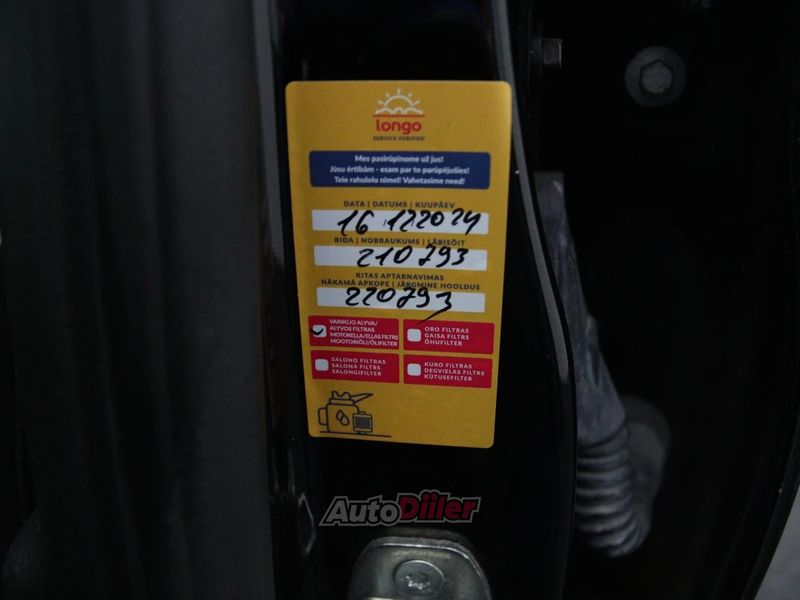 longo
SERVICE VERIFIED
Mes pasirūpinome už jus!
Jūsu ērtībām - esam par to parūpējušies!
Teie rahulolu nimel! Vahetasime need!
DATA | DATUMS | KUUPÄEV
16 12 2024
RIDA | NOBRAUKUMS | LÄBISÕIT
210793
KITAS APTARNAVIMAS
NĀKAMĀ APKOPE | JÄRGMINE HOOLDUS
220793
VARIKLIO ALYVA/
ALYVOS FILTRAS
MOTOREĻĻA/EĻĻAS FILTRS
MOOTORIÕLI/ÕLIFILTER
ORO FILTRAS
GAISA FILTRS
ÕHUFILTER
SALONO FILTRAS
SALONA FILTRS
SALONGIFILTER
KURO FILTRAS
DEGVIELAS FILTRS
KÜTUSEFILTER
AutoDiiler